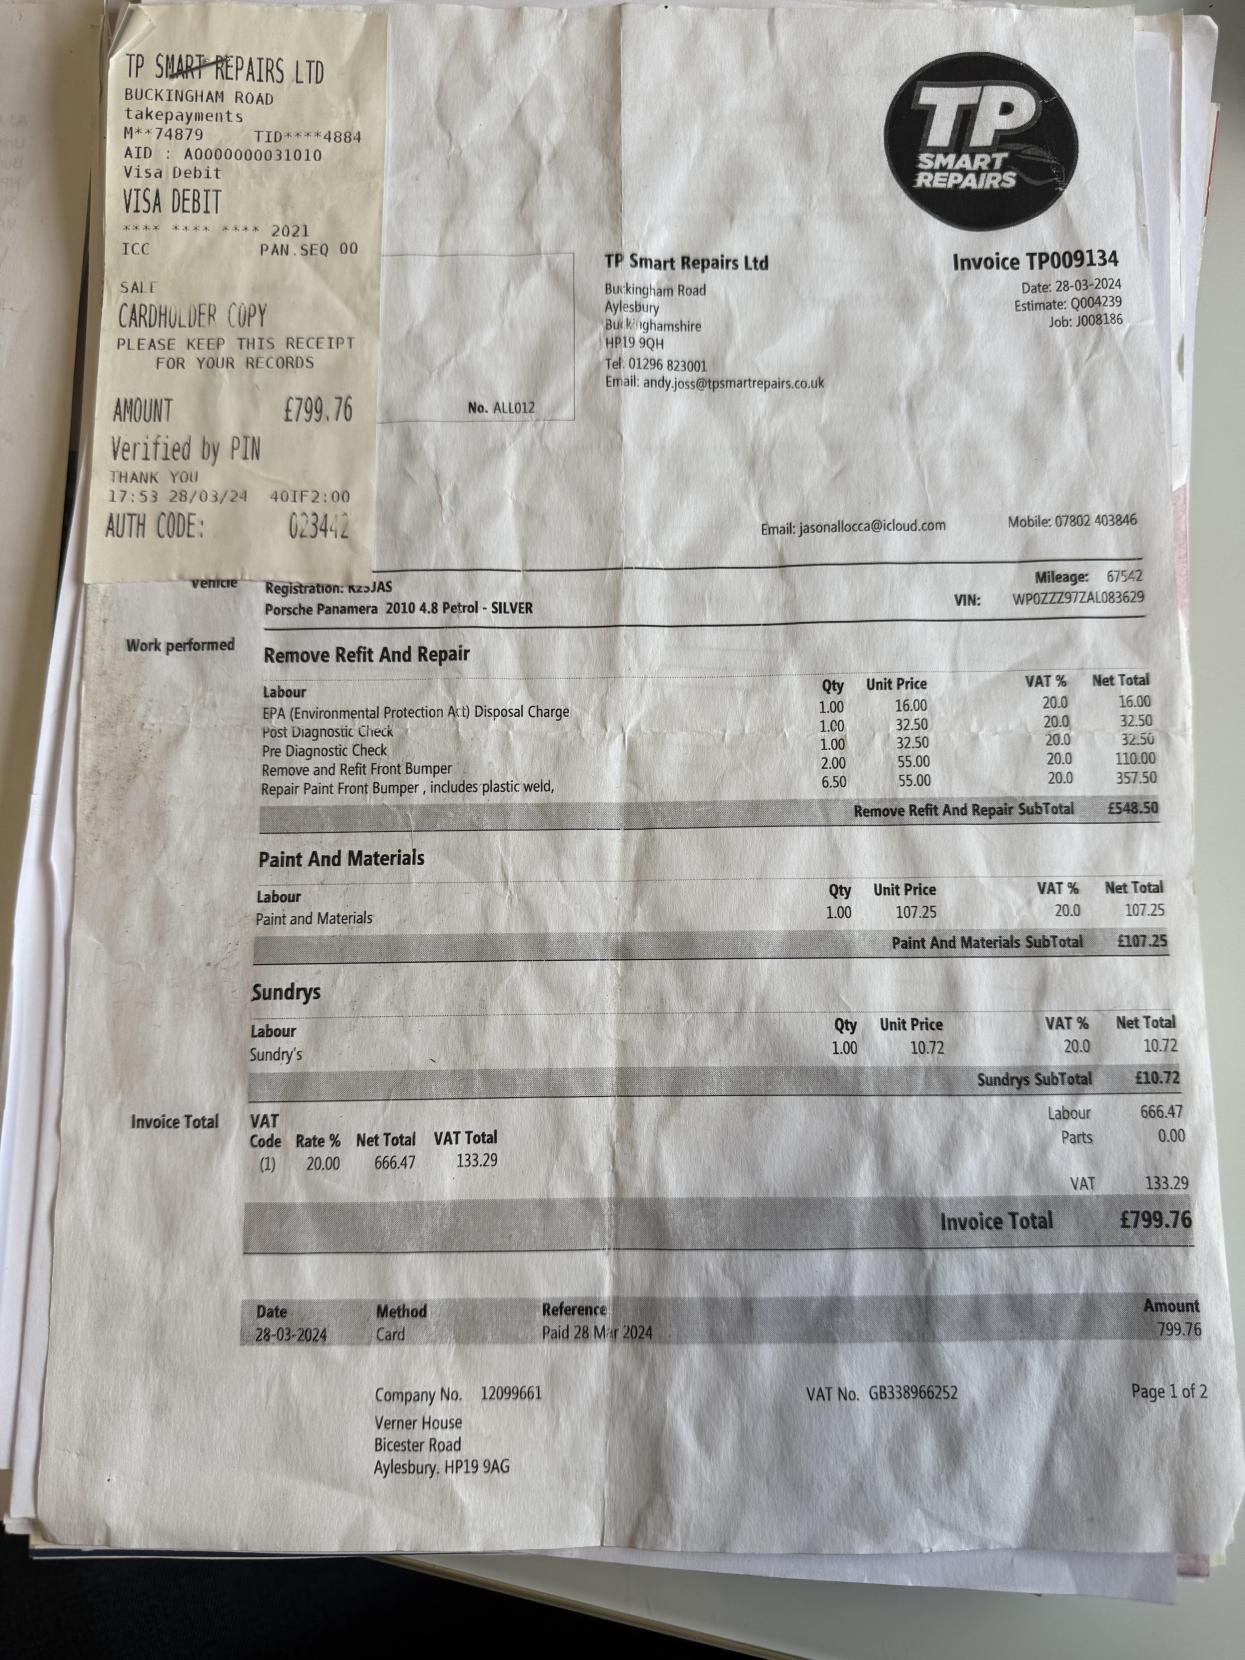 TP SMART REPAIRS LTD
BUCKINGHAM ROAD
takepayments
M**74879 TID****4884
AID : A0000000031010
Visa Debit
VISA DEBIT
**** **** **** 2021
ICC PAN.SEQ 00
SALE
CARDHOLDER COPY
PLEASE KEEP THIS RECEIPT
FOR YOUR RECORDS
AMOUNT £799.76
Verified by PIN
THANK YOU
17:53 28/03/24 40IF2:00
AUTH CODE: 023442
TP
SMART
REPAIRS
No. ALL012
TP Smart Repairs Ltd
Buckingham Road
Aylesbury
Buckinghamshire
HP19 9QH
Tel: 01296 823001
Email: andy.joss@tpsmartrepairs.co.uk
Invoice TP009134
Date: 28-03-2024
Estimate: Q004239
Job: J008186
Email: jasonallocca@icloud.com Mobile: 07802 403846
Vehicle Registration: K25JAS Mileage: 67542
Porsche Panamera 2010 4.8 Petrol - SILVER VIN: WP0ZZZ97ZAL083629
Work performed Remove Refit And Repair
Labour Qty Unit Price VAT % Net Total
EPA (Environmental Protection Act) Disposal Charge 1.00 16.00 20.0 16.00
Post Diagnostic Check 1.00 32.50 20.0 32.50
Pre Diagnostic Check 1.00 32.50 20.0 32.50
Remove and Refit Front Bumper 2.00 55.00 20.0 110.00
Repair Paint Front Bumper , includes plastic weld, 6.50 55.00 20.0 357.50
Remove Refit And Repair SubTotal £548.50
Paint And Materials
Labour Qty Unit Price VAT % Net Total
Paint and Materials 1.00 107.25 20.0 107.25
Paint And Materials SubTotal £107.25
Sundrys
Labour Qty Unit Price VAT % Net Total
Sundry's 1.00 10.72 20.0 10.72
Sundrys SubTotal £10.72
Invoice Total
VAT
Code Rate % Net Total VAT Total
(1) 20.00 666.47 133.29
Labour 666.47
Parts 0.00
VAT 133.29
Invoice Total £799.76
Date Method Reference Amount
28-03-2024 Card Paid 28 Mar 2024 799.76
Company No. 12099661 VAT No. GB338966252 Page 1 of 2
Verner House
Bicester Road
Aylesbury. HP19 9AG